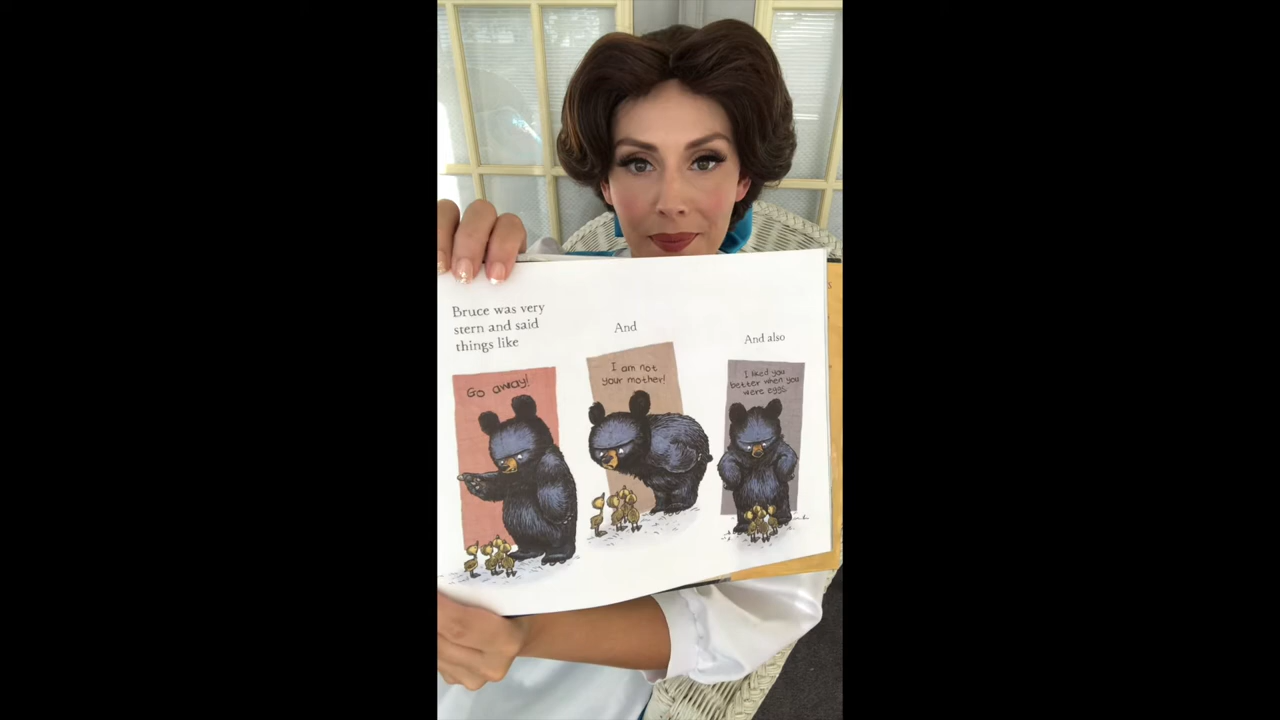 Bruce was very
stern and said
things like
Go away!
And
I am not
your mother!
And also
I liked you
better when you
were eggs.